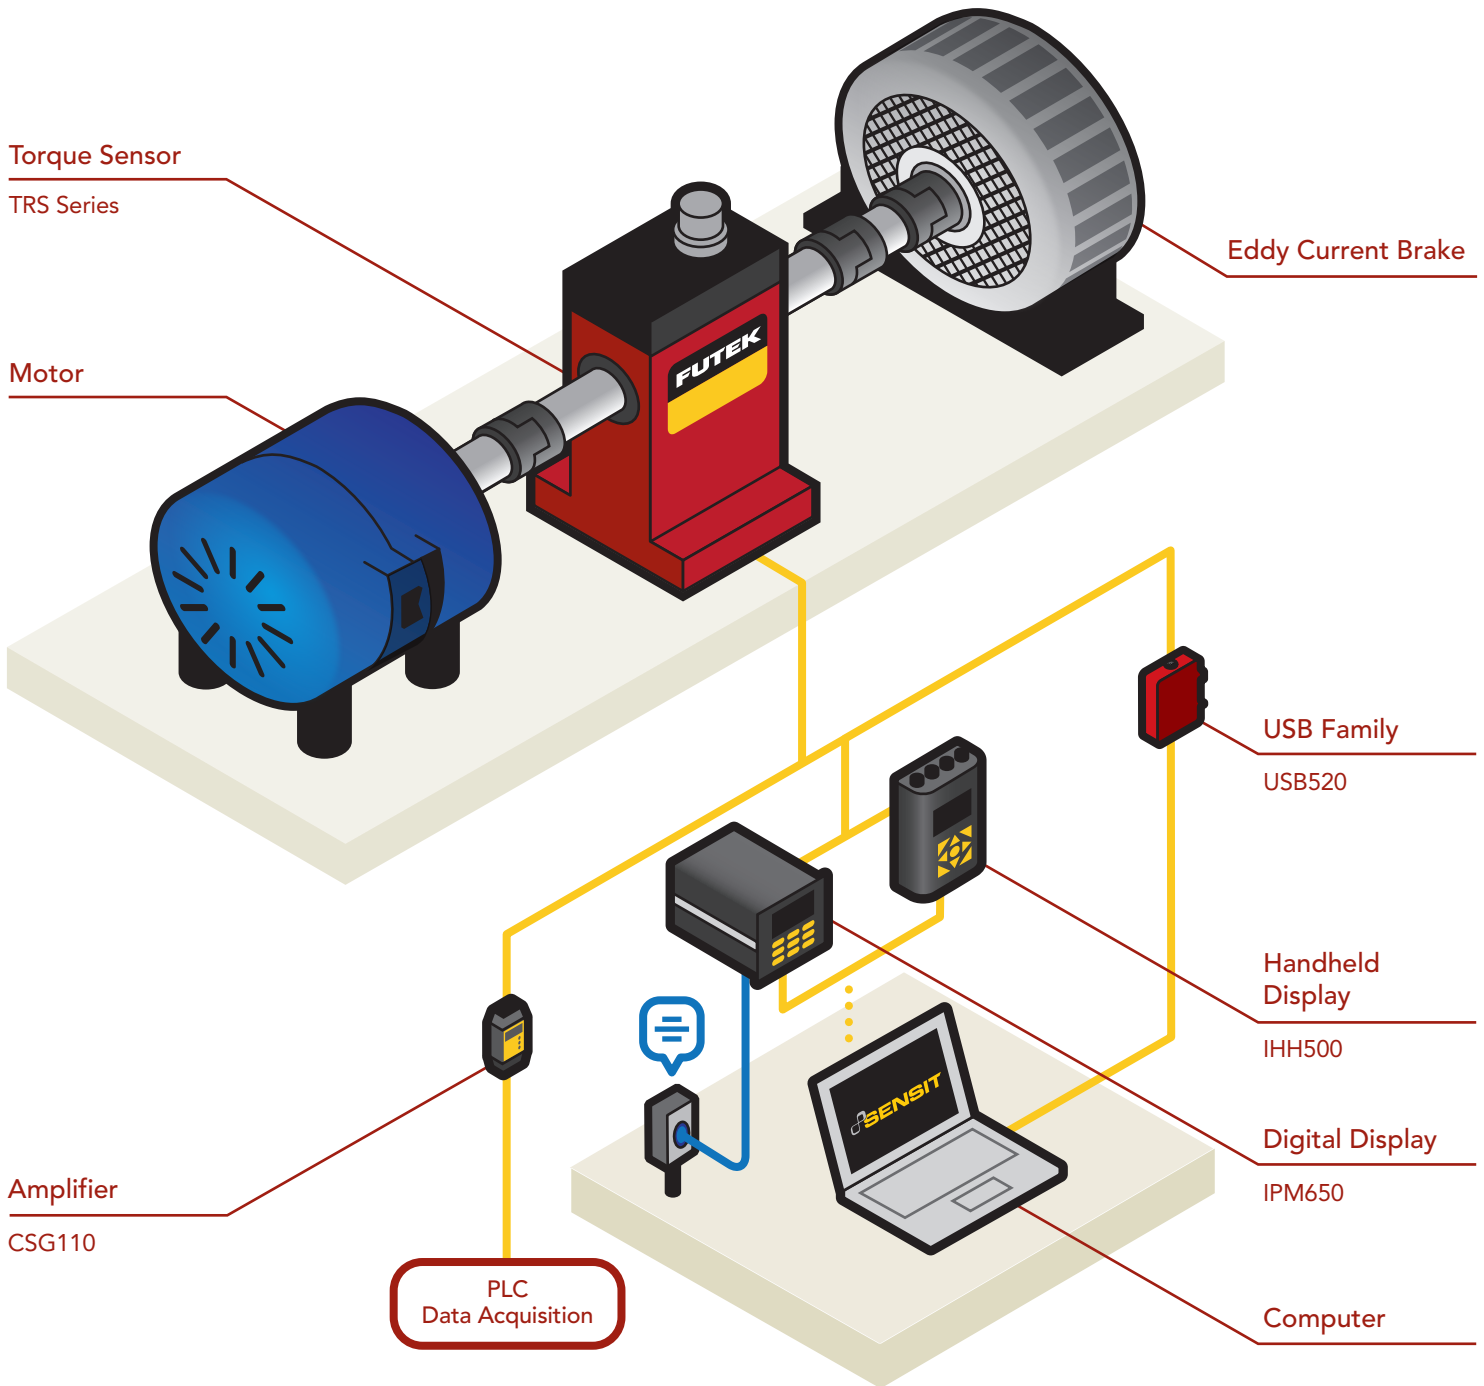 Torque Sensor
TRS Series
Eddy Current Brake
Motor
FUTEK
USB Family
USB520
Handheld
Display
IHH500
SENSIT
Digital Display
IPM650
Amplifier
CSG110
PLC
Data Acquisition
Computer